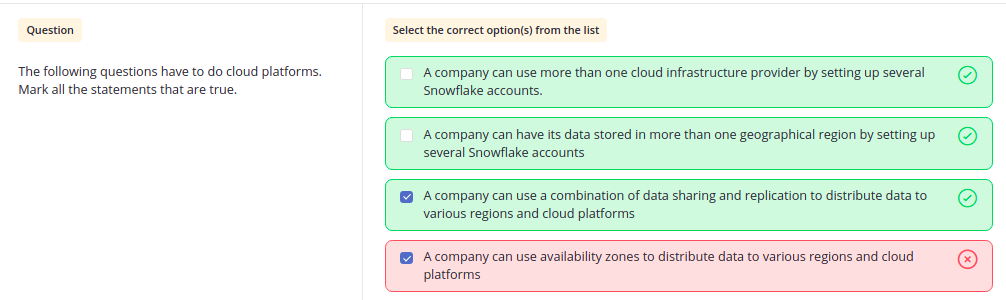 Question
The following questions have to do cloud platforms.
Mark all the statements that are true.
Select the correct option(s) from the list
A company can use more than one cloud infrastructure provider by setting up several
Snowflake accounts.
A company can have its data stored in more than one geographical region by setting up
several Snowflake accounts
A company can use a combination of data sharing and replication to distribute data to
various regions and cloud platforms
A company can use availability zones to distribute data to various regions and cloud
platforms